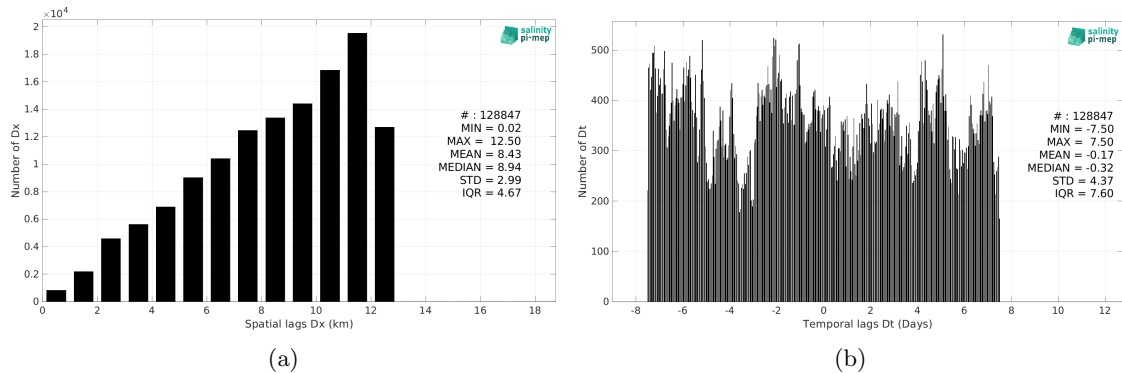 ×10^4
2
1.8
1.6
1.4
1.2
1
0.8
0.6
0.4
0.2
0
Number of Dx
0 2 4 6 8 10 12 14 16 18
Spatial lags Dx (km)
salinity
pi-mep
# : 128847
MIN = 0.02
MAX = 12.50
MEAN = 8.43
MEDIAN = 8.94
STD = 2.99
IQR = 4.67
(a)
500
400
300
200
100
0
Number of Dt
-8 -6 -4 -2 0 2 4 6 8 10 12
Temporal lags Dt (Days)
salinity
pi-mep
# : 128847
MIN = -7.50
MAX = 7.50
MEAN = -0.17
MEDIAN = -0.32
STD = 4.37
IQR = 7.60
(b)